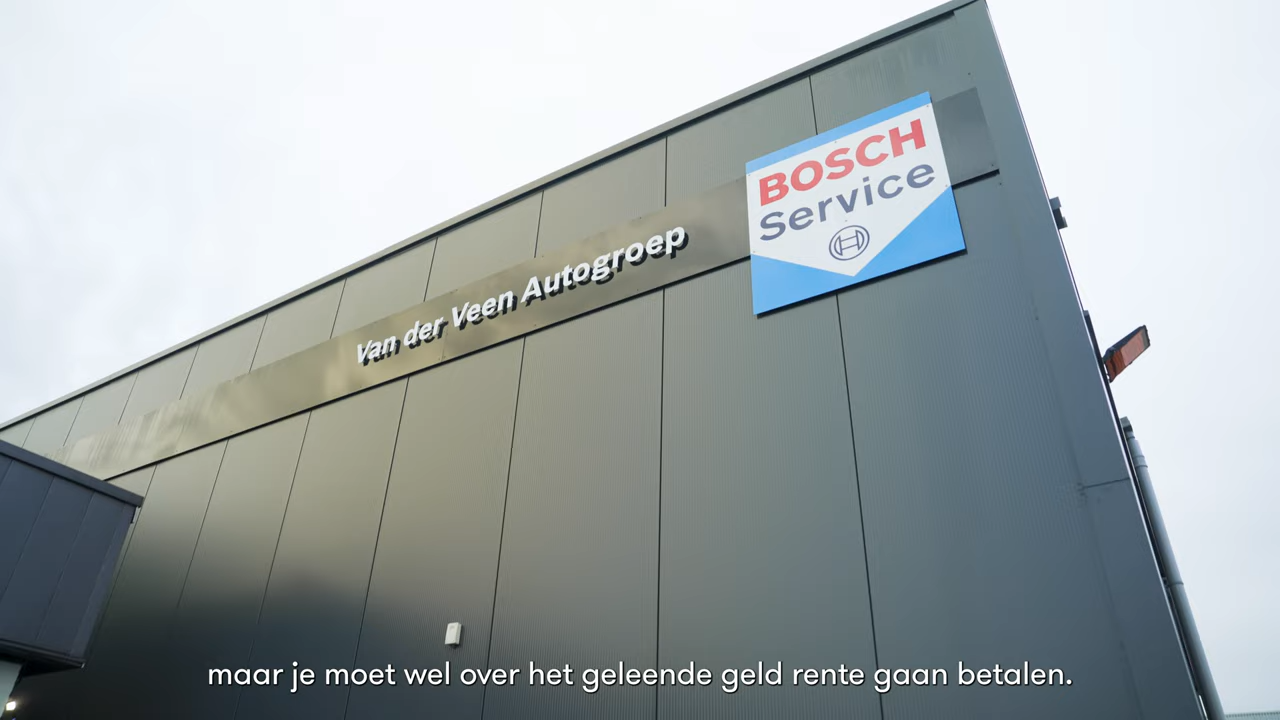 BOSCH
Service
Van der Veen Autogroep
maar je moet wel over het geleende geld rente gaan betalen.